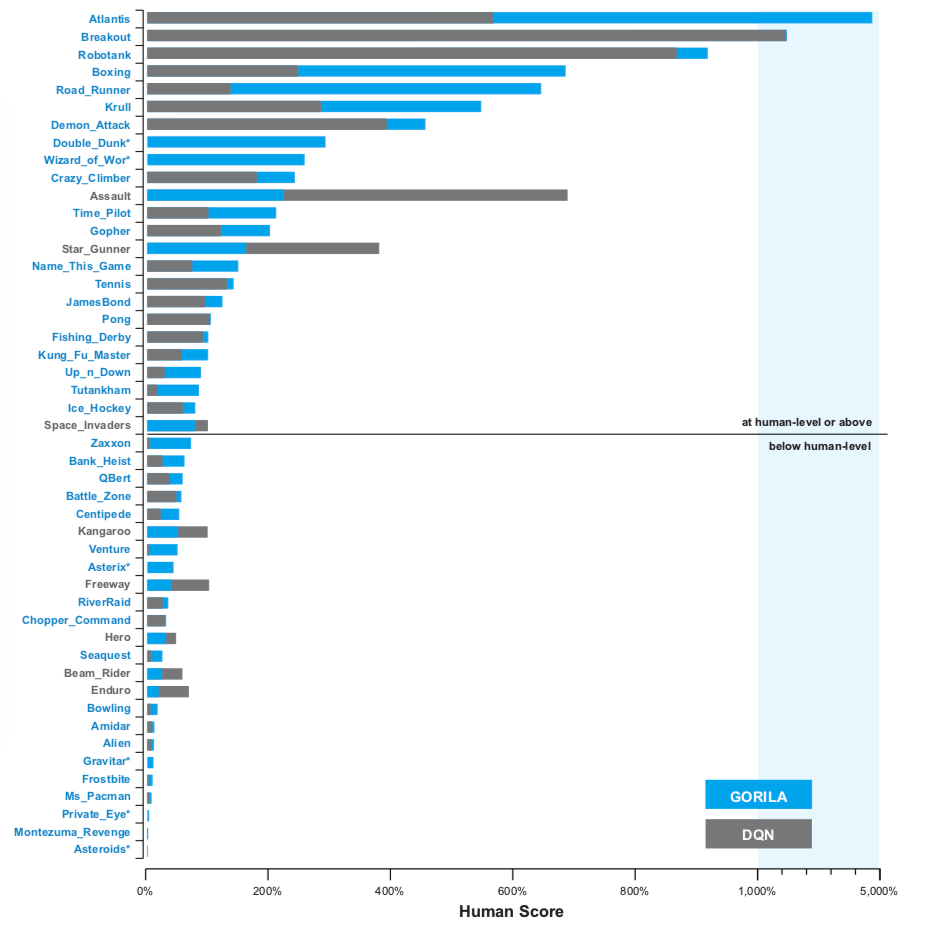 Atlantis
Breakout
Robotank
Boxing
Road_Runner
Krull
Demon_Attack
Double_Dunk*
Wizard_of_Wor*
Crazy_Climber
Assault
Time_Pilot
Gopher
Star_Gunner
Name_This_Game
Tennis
JamesBond
Pong
Fishing_Derby
Kung_Fu_Master
Up_n_Down
Tutankham
Ice_Hockey
Space_Invaders
at human-level or above
below human-level
Zaxxon
Bank_Heist
QBert
Battle_Zone
Centipede
Kangaroo
Venture
Asterix*
Freeway
RiverRaid
Chopper_Command
Hero
Seaquest
Beam_Rider
Enduro
Bowling
Amidar
Alien
Gravitar*
Frostbite
Ms_Pacman
Private_Eye*
Montezuma_Revenge
Asteroids*
GORILA
DQN
0% 200% 400% 600% 800% 1,000% 5,000%
Human Score